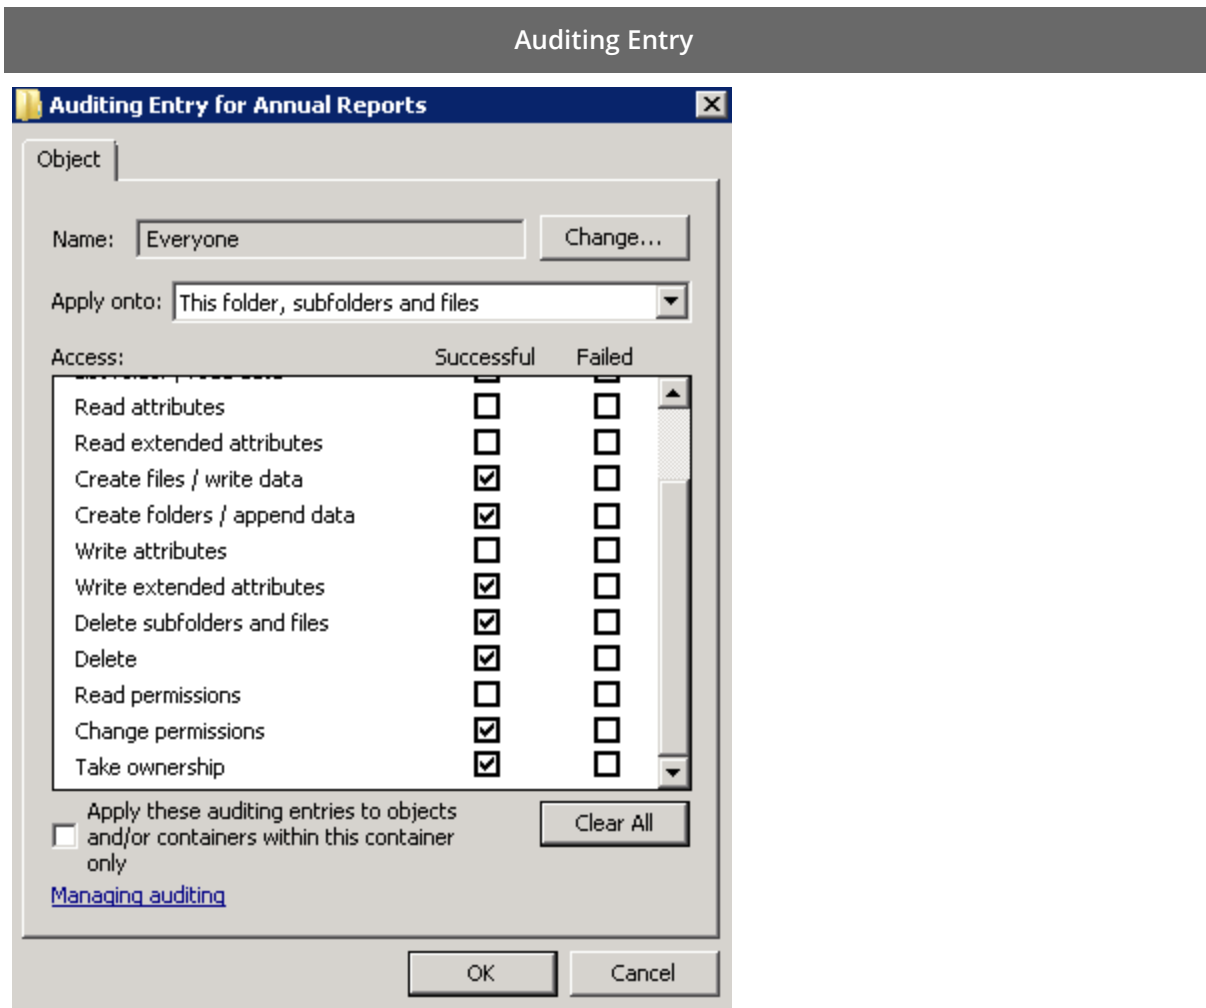 Auditing Entry
Auditing Entry for Annual Reports
Object
Name: Everyone Change...
Apply onto: This folder, subfolders and files
Access: Successful Failed
Read attributes
Read extended attributes
Create files / write data
Create folders / append data
Write attributes
Write extended attributes
Delete subfolders and files
Delete
Read permissions
Change permissions
Take ownership
Apply these auditing entries to objects
and/or containers within this container
only
Clear All
Managing auditing
OK Cancel